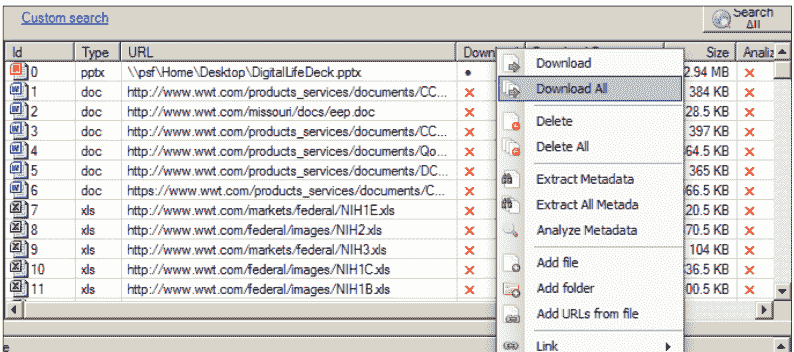 Custom search
Search
All
Id Type URL Down Size Analiz
0 pptx \\psf\Home\Desktop\DigitalLifeDeck.pptx 2.94 MB
1 doc http://www.wwt.com/products_services/documents/CC... 384 KB
2 doc http://www.wwt.com/missouri/docs/eep.doc 28.5 KB
3 doc http://www.wwt.com/products_services/documents/CC... 397 KB
4 doc http://www.wwt.com/products_services/documents/Qo... 64.5 KB
5 doc http://www.wwt.com/products_services/documents/DC... 365 KB
6 doc https://www.wwt.com/products_services/documents/C... 66.5 KB
7 xls http://www.wwt.com/markets/federal/NIH1E.xls 20.5 KB
8 xls http://www.wwt.com/federal/images/NIH2.xls 70.5 KB
9 xls http://www.wwt.com/markets/federal/NIH3.xls 104 KB
10 xls http://www.wwt.com/federal/images/NIH1C.xls 36.5 KB
11 xls http://www.wwt.com/federal/images/NIH1B.xls 00.5 KB
Download
Download All
Delete
Delete All
Extract Metadata
Extract All Metada
Analyze Metadata
Add file
Add folder
Add URLs from file
Link